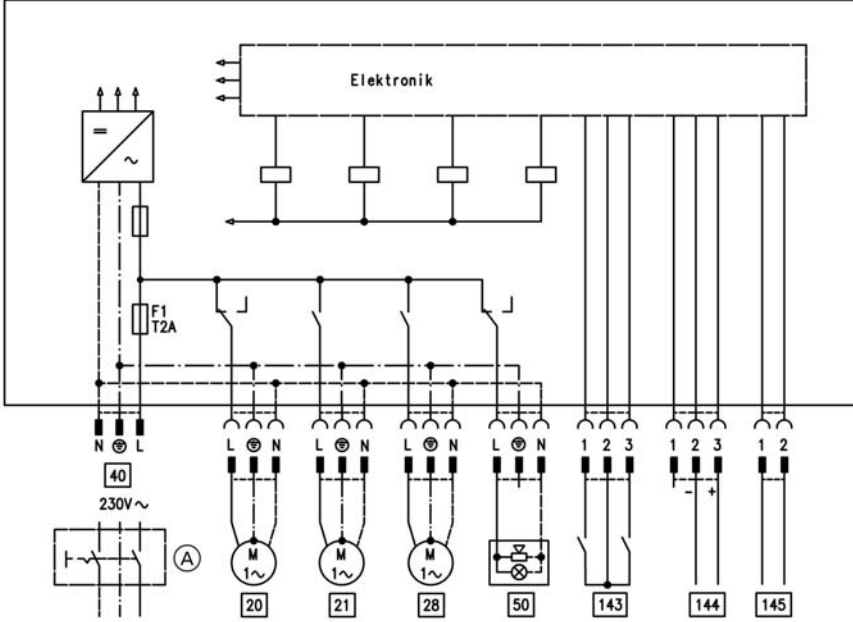 Elektronik
=
∼
F1
T2A
N ⏚ L
L ⏚ N
L ⏚ N
L ⏚ N
L ⏚ N
1 2 3
1 2 3
1 2
40
- +
230V∼
A
M
1∼
M
1∼
M
1∼
20
21
28
50
143
144
145